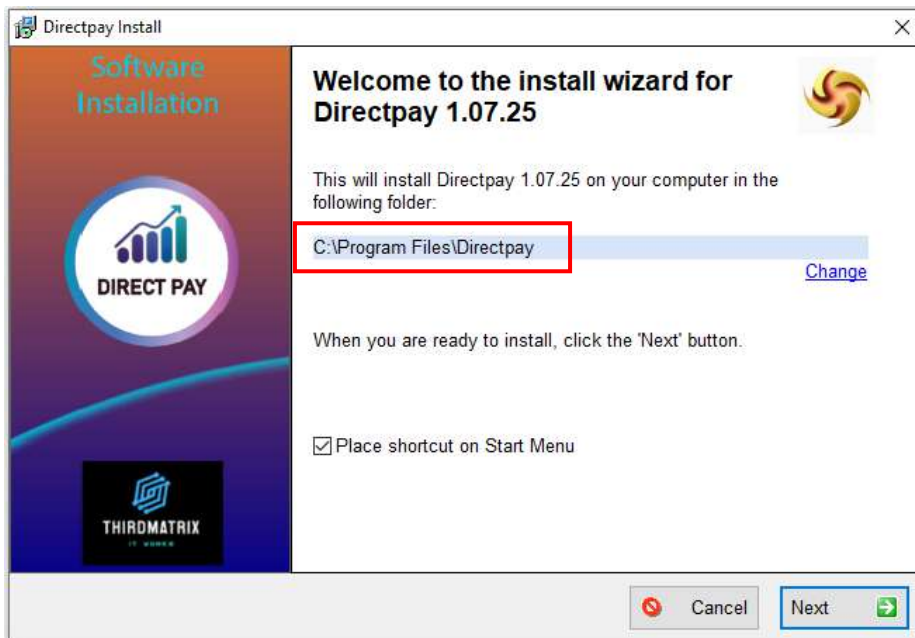 Directpay Install
Software
Installation
DIRECT PAY
THIRDMATRIX
IT WORKS
Welcome to the install wizard for
Directpay 1.07.25
This will install Directpay 1.07.25 on your computer in the
following folder:
C:\Program Files\Directpay
Change
When you are ready to install, click the 'Next' button.
Place shortcut on Start Menu
Cancel
Next